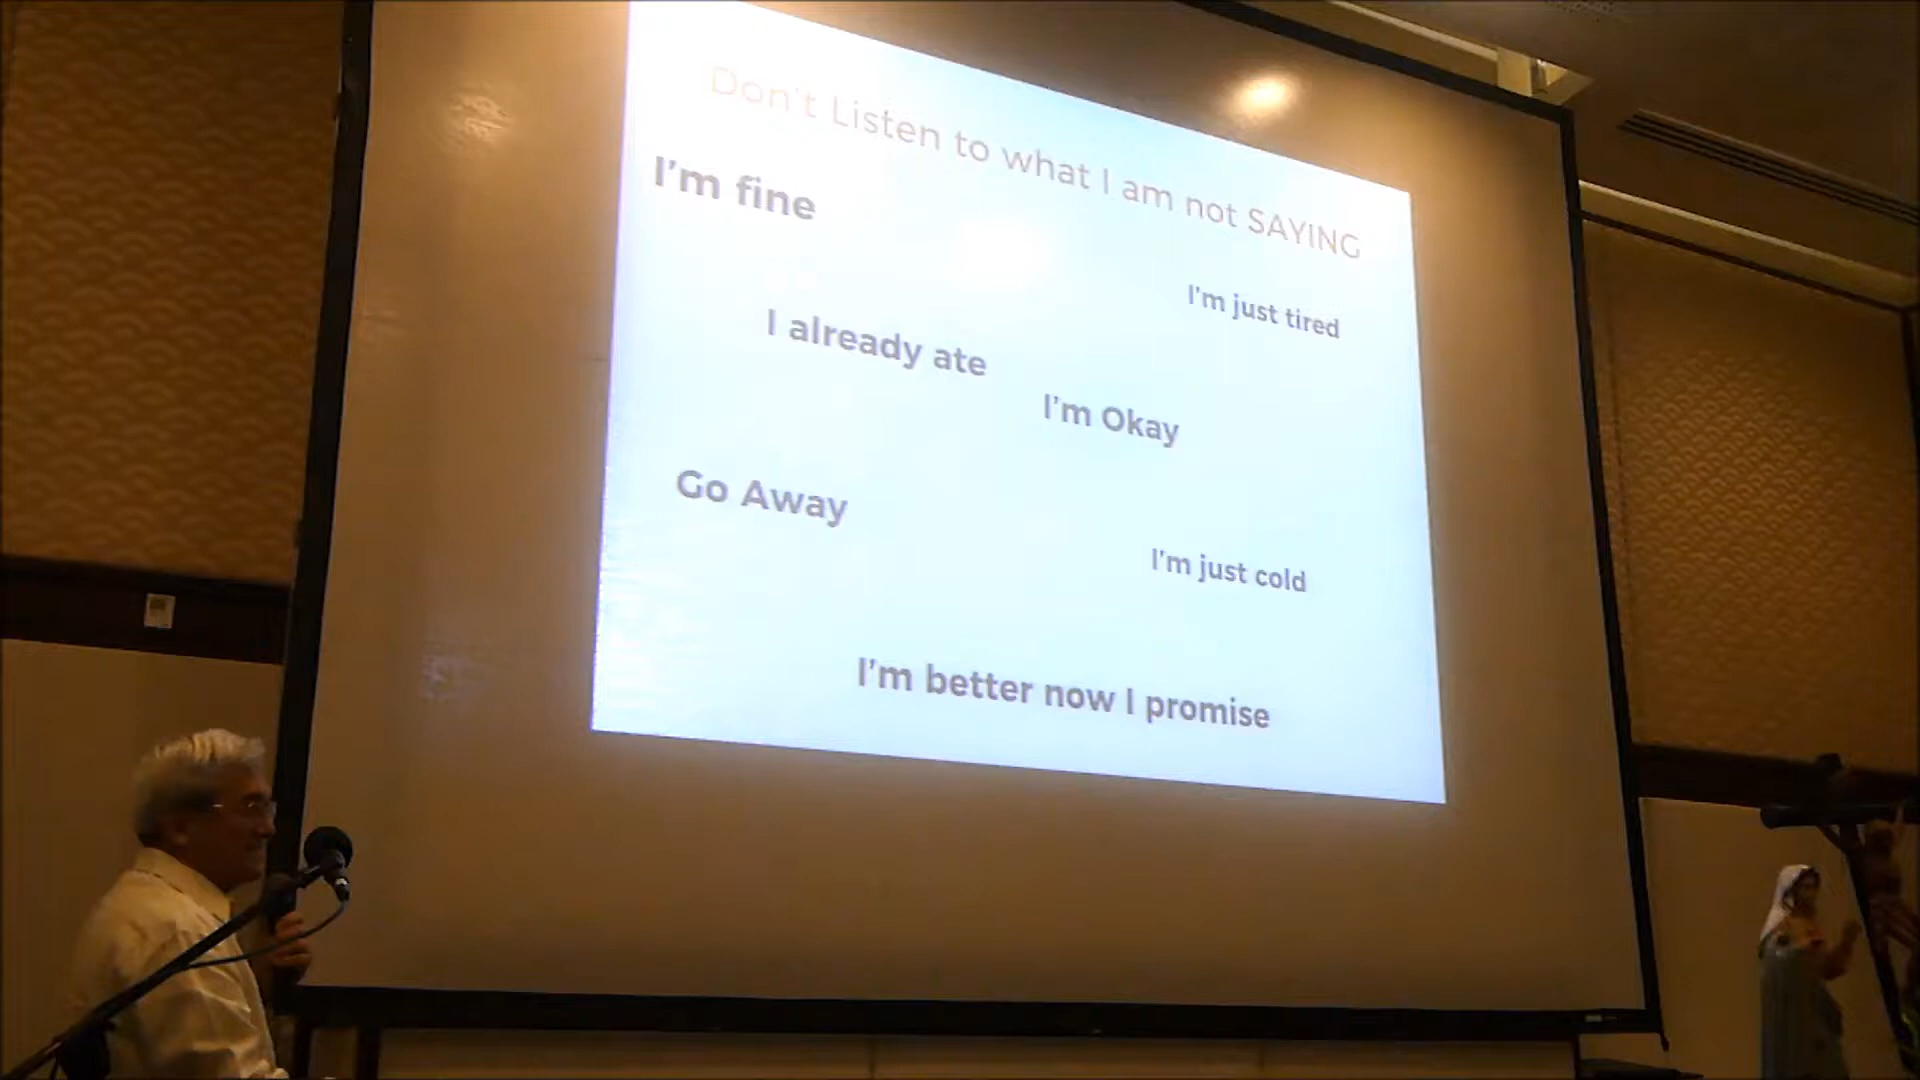 Don't Listen to what I am not SAYING
I'm fine
I'm just tired
I already ate
I'm Okay
Go Away
I'm just cold
I'm better now I promise